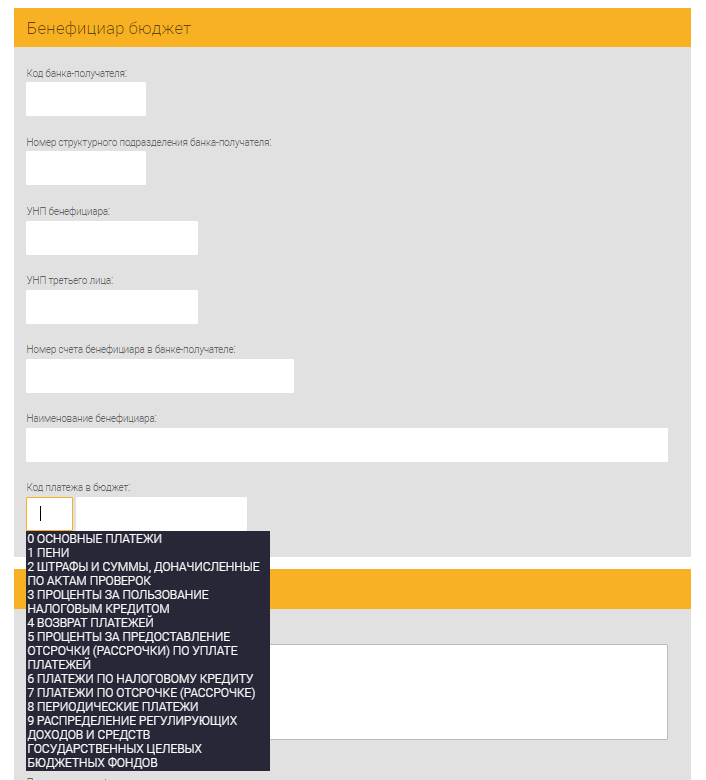 Бенефициар бюджет
Код банка-получателя:
Номер структурного подразделения банка-получателя:
УНП бенефициара:
УНП третьего лица:
Номер счета бенефициара в банке-получателе:
Наименование бенефициара:
Код платежа в бюджет:
0 ОСНОВНЫЕ ПЛАТЕЖИ
1 ПЕНИ
2 ШТРАФЫ И СУММЫ, ДОНАЧИСЛЕННЫЕ
ПО АКТАМ ПРОВЕРОК
3 ПРОЦЕНТЫ ЗА ПОЛЬЗОВАНИЕ
НАЛОГОВЫМ КРЕДИТОМ
4 ВОЗВРАТ ПЛАТЕЖЕЙ
5 ПРОЦЕНТЫ ЗА ПРЕДОСТАВЛЕНИЕ
ОТСРОЧКИ (РАССРОЧКИ) ПО УПЛАТЕ
ПЛАТЕЖЕЙ
6 ПЛАТЕЖИ ПО НАЛОГОВОМУ КРЕДИТУ
7 ПЛАТЕЖИ ПО ОТСРОЧКЕ (РАССРОЧКЕ)
8 ПЕРИОДИЧЕСКИЕ ПЛАТЕЖИ
9 РАСПРЕДЕЛЕНИЕ РЕГУЛИРУЮЩИХ
ДОХОДОВ И СРЕДСТВ
ГОСУДАРСТВЕННЫХ ЦЕЛЕВЫХ
БЮДЖЕТНЫХ ФОНДОВ